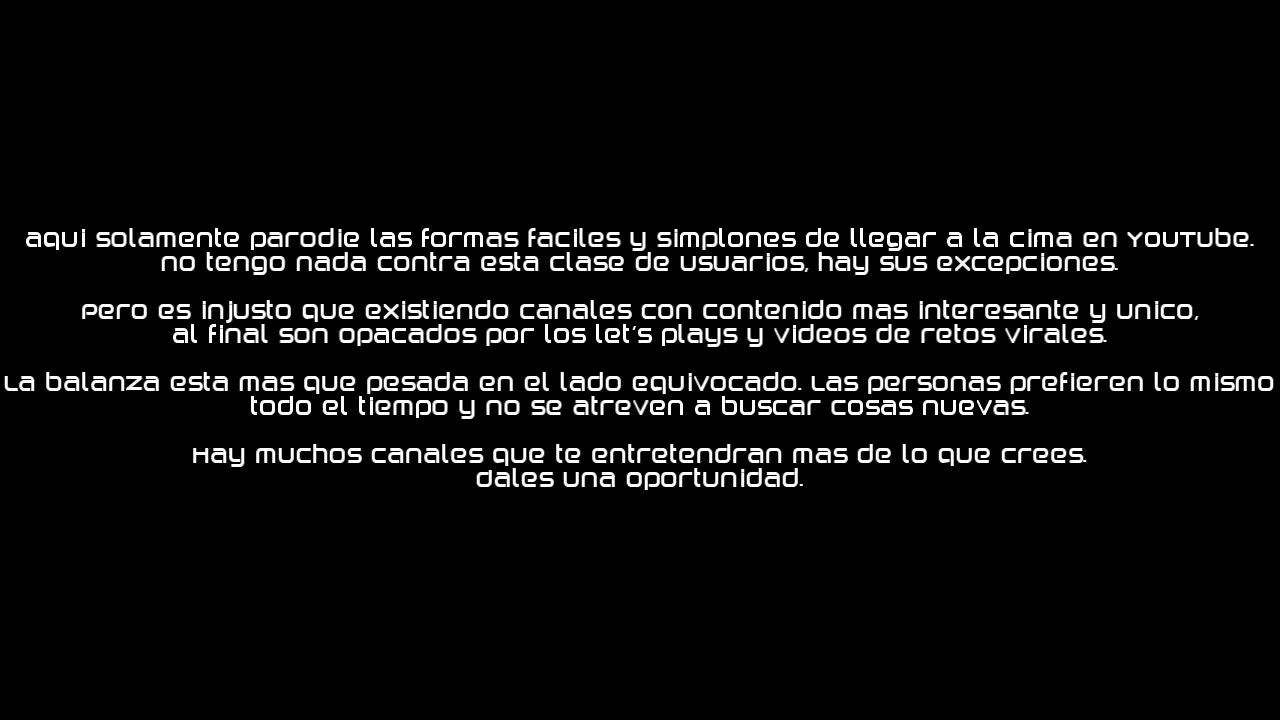 Aqui solamente parodie las formas faciles y simplones de llegar a la cima en YouTube.
No tengo nada contra esta clase de usuarios, hay sus excepciones.
Pero es injusto que existiendo canales con contenido mas interesante y unico,
al final son opacados por los let's plays y videos de retos virales.
La balanza esta mas que pesada en el lado equivocado. Las personas prefieren lo mismo
todo el tiempo y no se atreven a buscar cosas nuevas.
Hay muchos canales que te entretendran mas de lo que crees.
Dales una oportunidad.